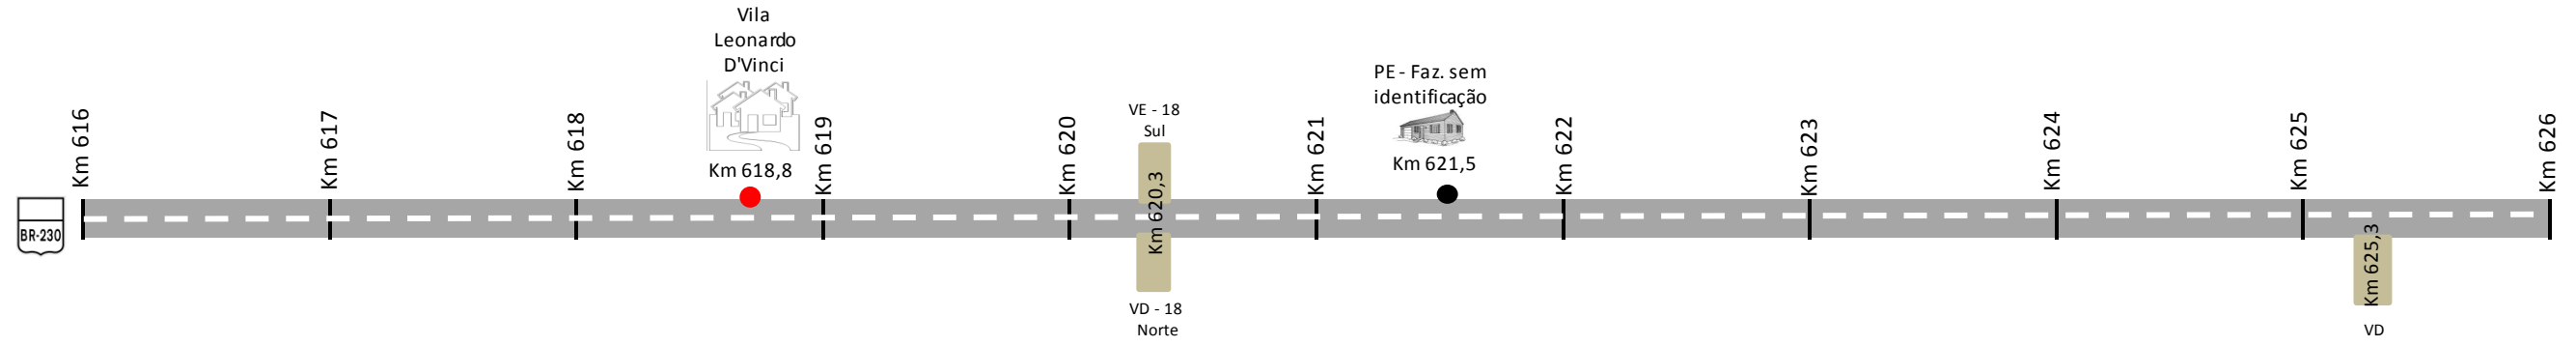 Vila
Leonardo
D'Vinci
Km 618,8
PE - Faz. sem
identificação
Km 621,5
VE - 18
Sul
Km 620,3
VD - 18
Norte
Km 616
Km 617
Km 618
Km 619
Km 620
Km 621
Km 622
Km 623
Km 624
Km 625
Km 626
BR-230
Km 625,3
VD